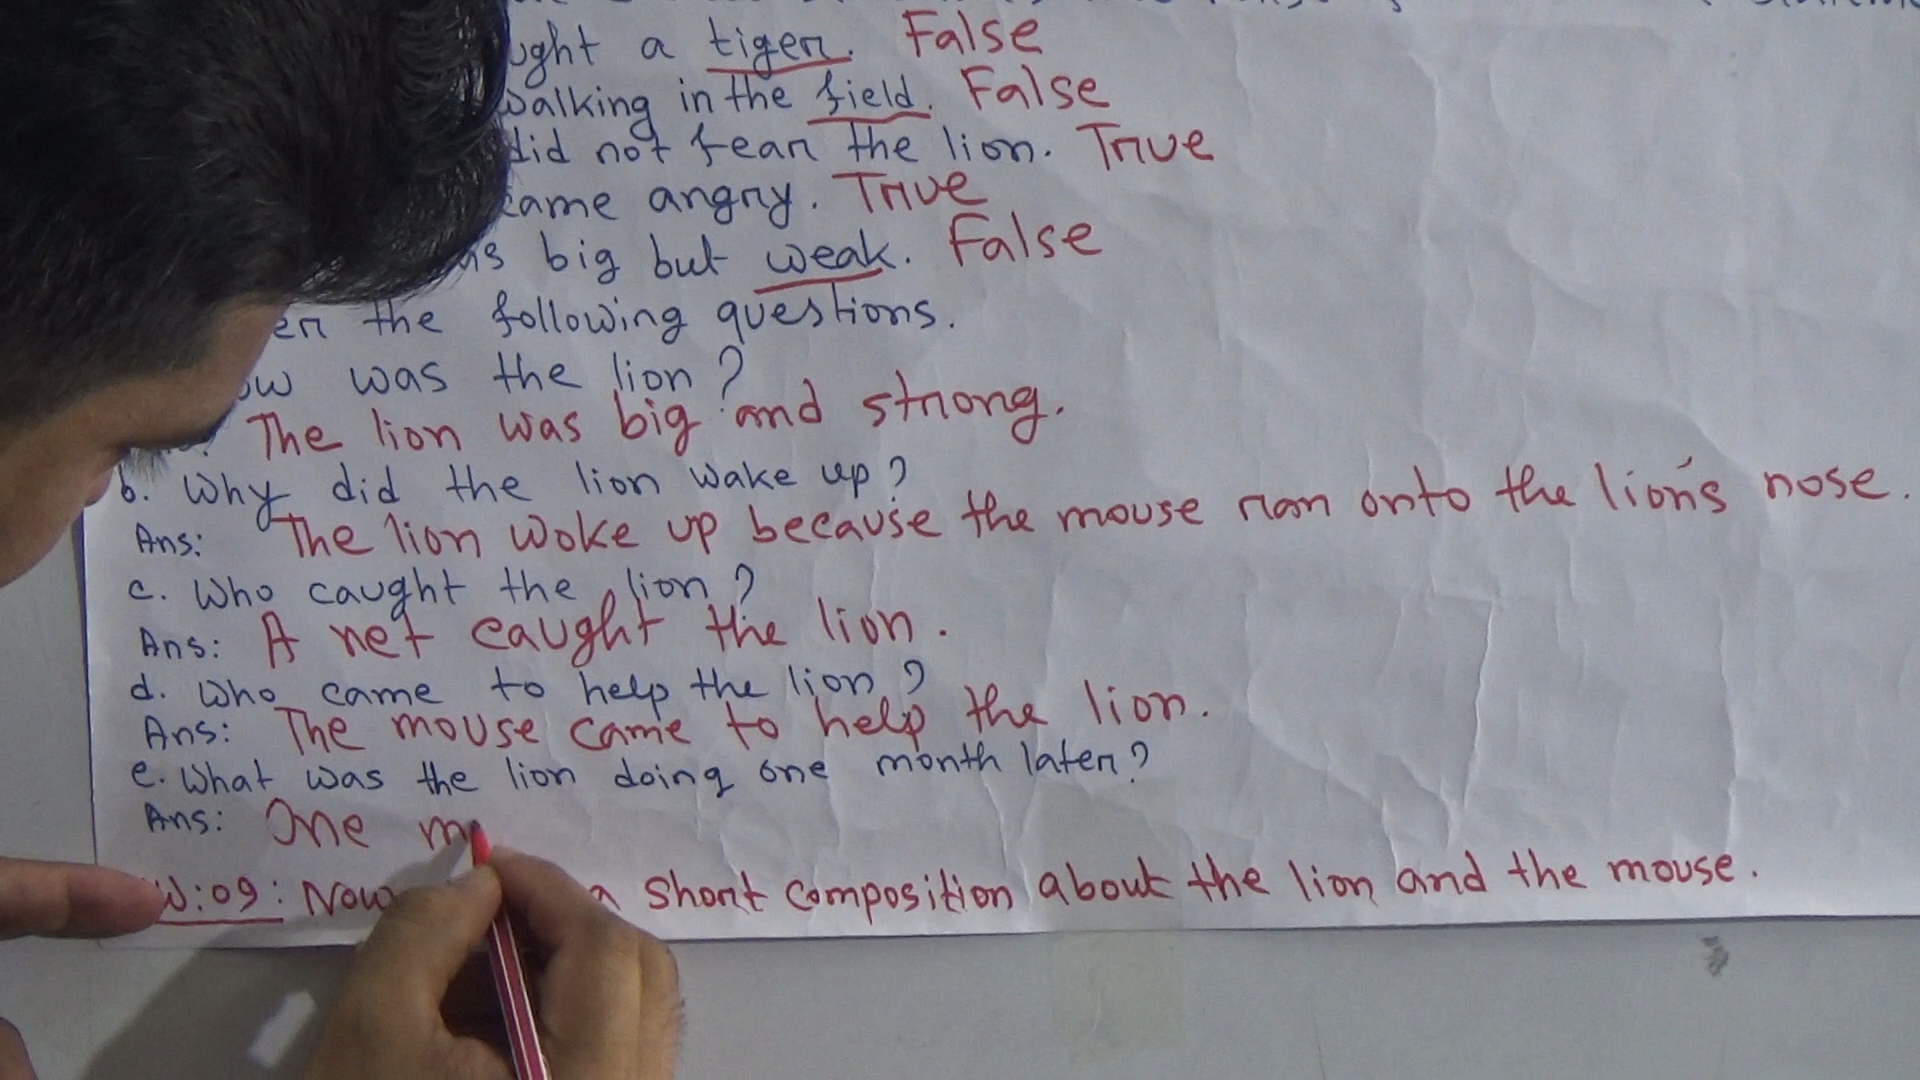 a tiger. False
walking in the field. False
did not fear the lion. True
angry. True
big but weak. False
the following questions.
was the lion?
The lion was big and strong.
b. Why did the lion wake up?
Ans: The lion woke up because the mouse ran onto the lion's nose.
c. Who caught the lion?
Ans: A net caught the lion.
d. Who came to help the lion?
Ans: The mouse came to help the lion.
e. What was the lion doing one month later?
Ans: One m
W:09: Now a short composition about the lion and the mouse.